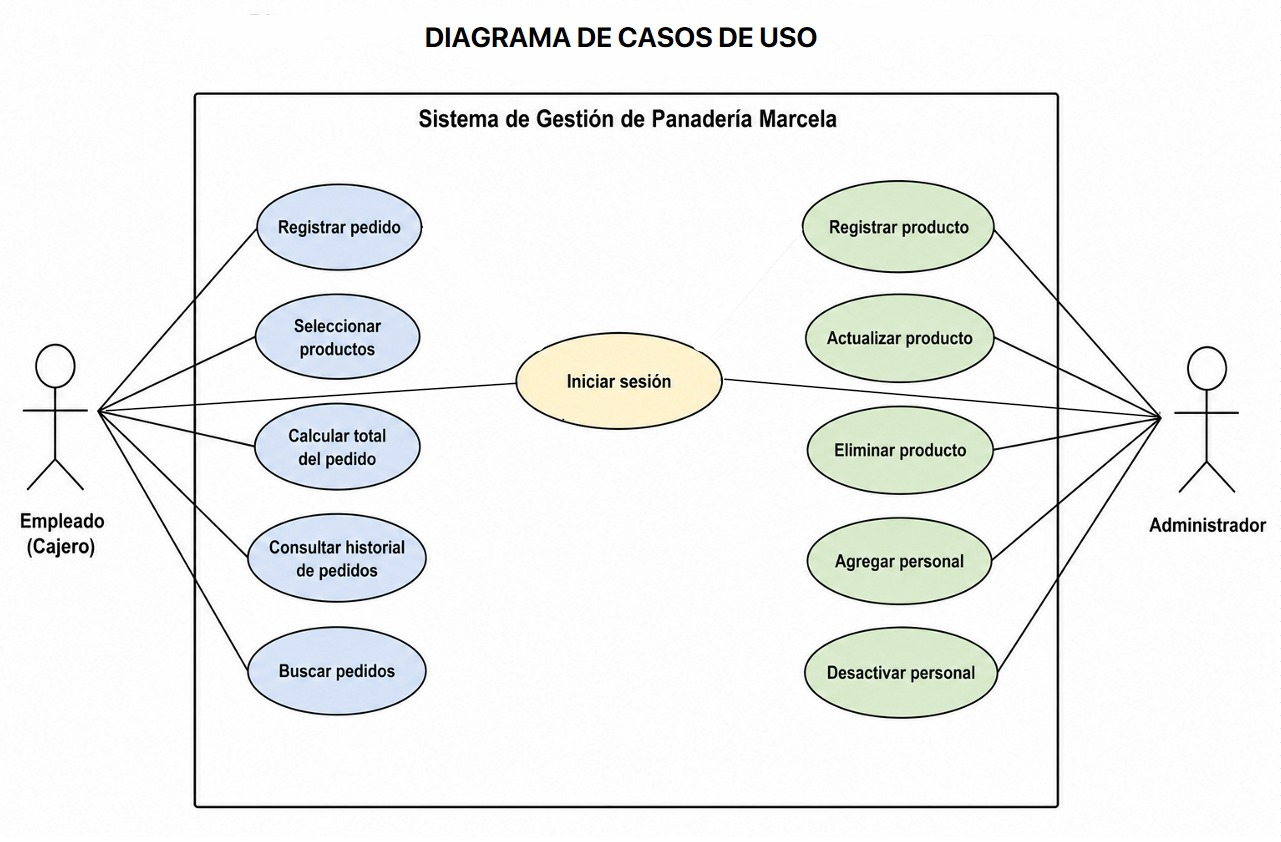 DIAGRAMA DE CASOS DE USO
Sistema de Gestión de Panadería Marcela
Registrar pedido
Seleccionar
productos
Calcular total
del pedido
Consultar historial
de pedidos
Buscar pedidos
Iniciar sesión
Registrar producto
Actualizar producto
Eliminar producto
Agregar personal
Desactivar personal
Empleado
(Cajero)
Administrador